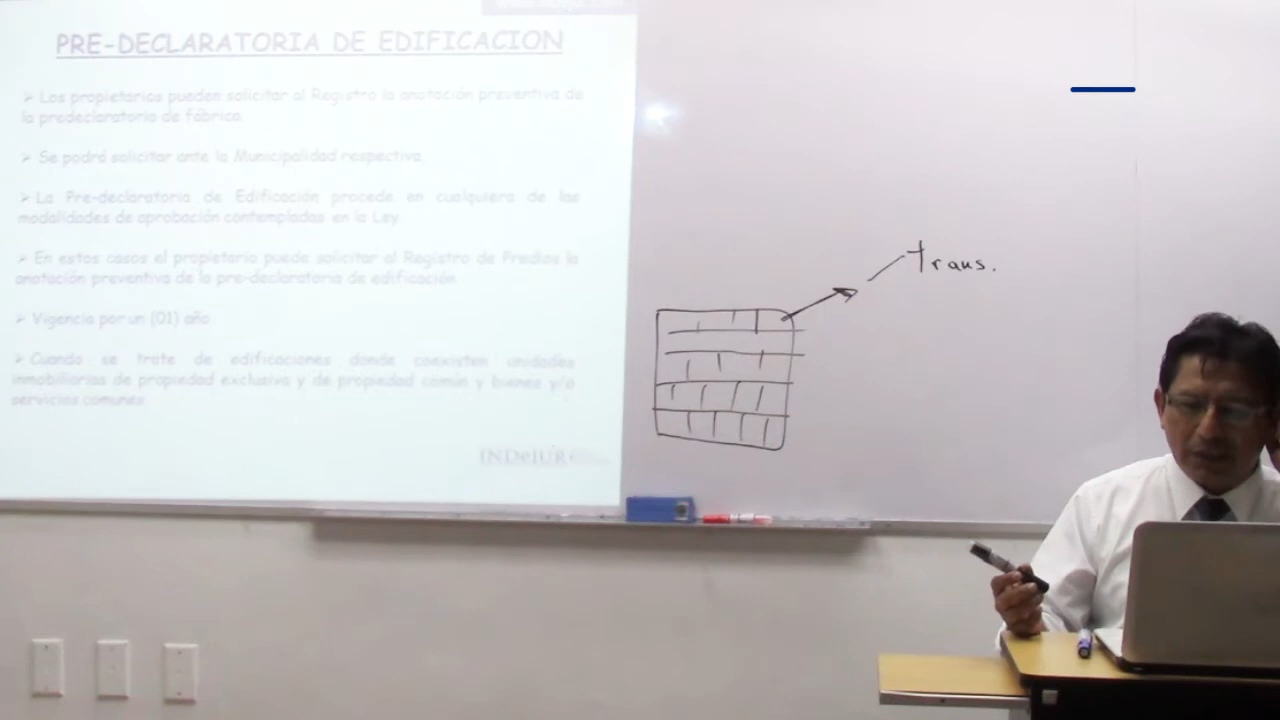 PRE-DECLARATORIA DE EDIFICACION
➢ Los propietarios pueden solicitar al Registro la anotación preventiva de
la predeclaratoria de fábrica.
➢ Se podrá solicitar ante la Municipalidad respectiva.
➢ La Pre-declaratoria de Edificación procede en cualquiera de las
modalidades de aprobación contempladas en la Ley.
➢ En estos casos el propietario puede solicitar al Registro de Predios la
anotación preventiva de la pre-declaratoria de edificación.
➢ Vigencia por un (01) año
➢ Cuando se trate de edificaciones donde coexisten unidades
inmobiliarias de propiedad exclusiva y de propiedad común y bienes y/o
servicios comunes.
INDeJUR
Trans.